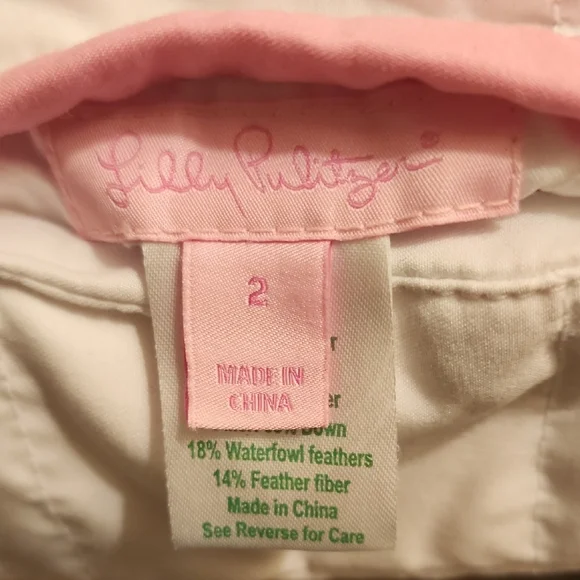 Lilly Pulitzer®
2
MADE IN
CHINA
Down
18% Waterfowl feathers
14% Feather fiber
Made in China
See Reverse for Care